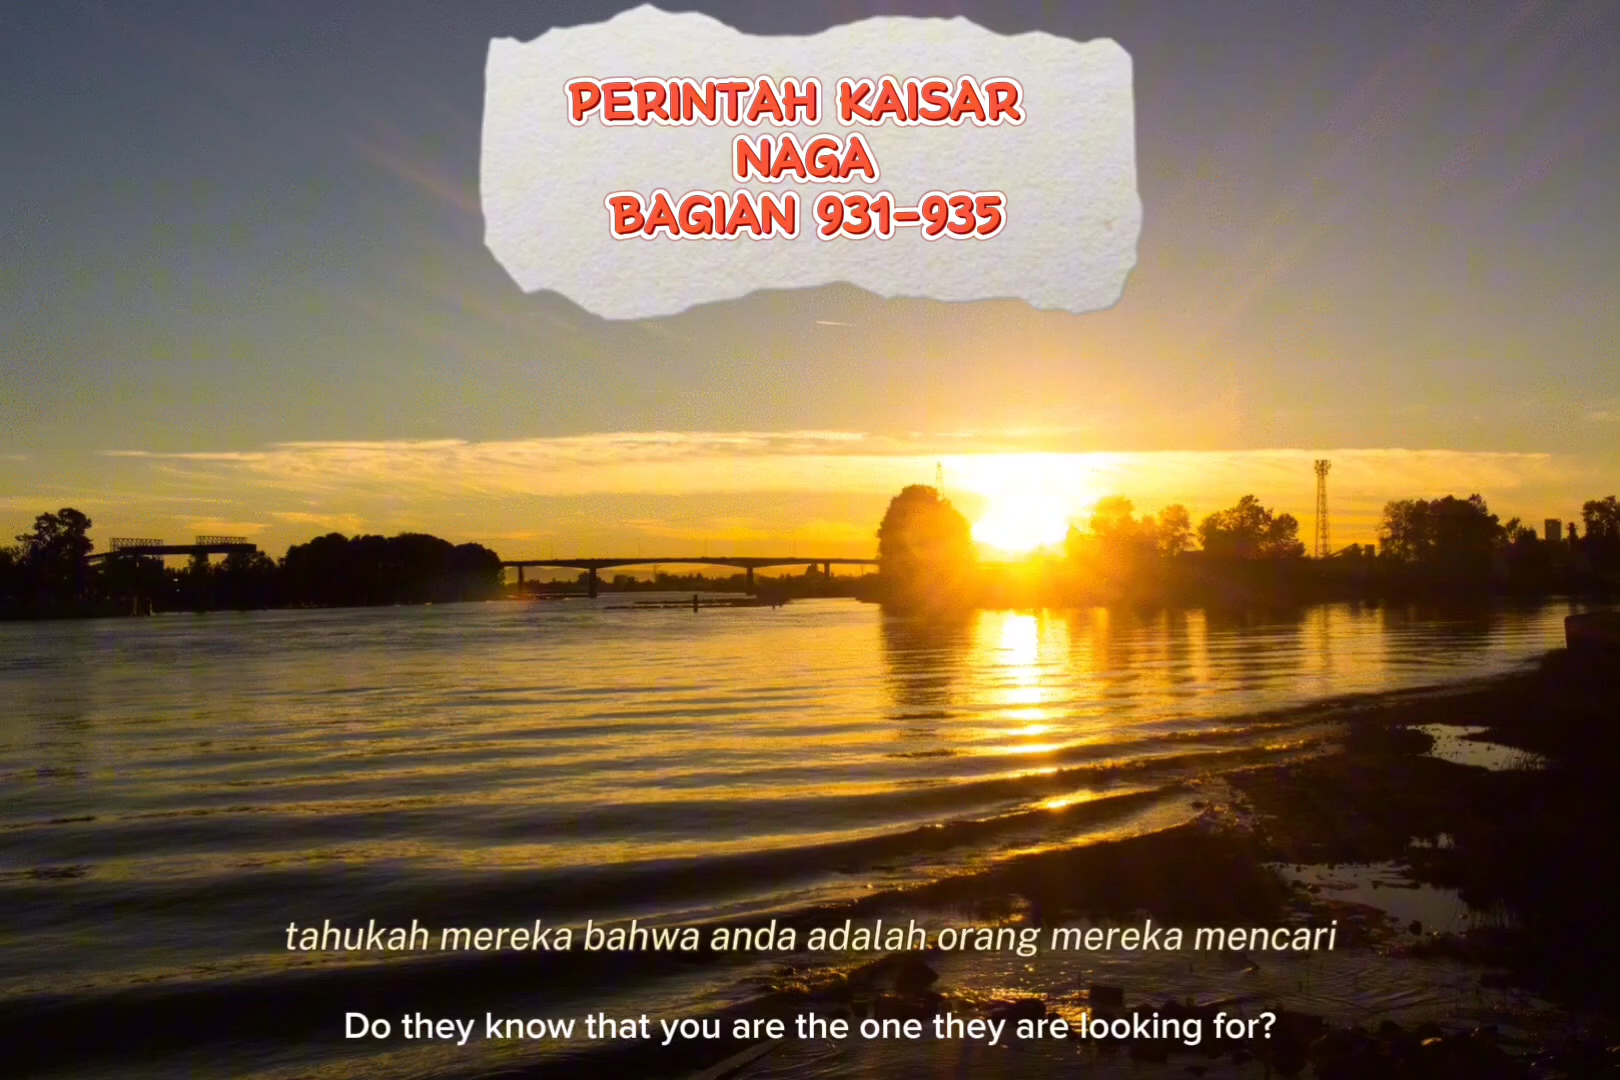 PERINTAH KAISAR
NAGA
BAGIAN 931-935
tahukah mereka bahwa anda adalah orang mereka mencari
Do they know that you are the one they are looking for?